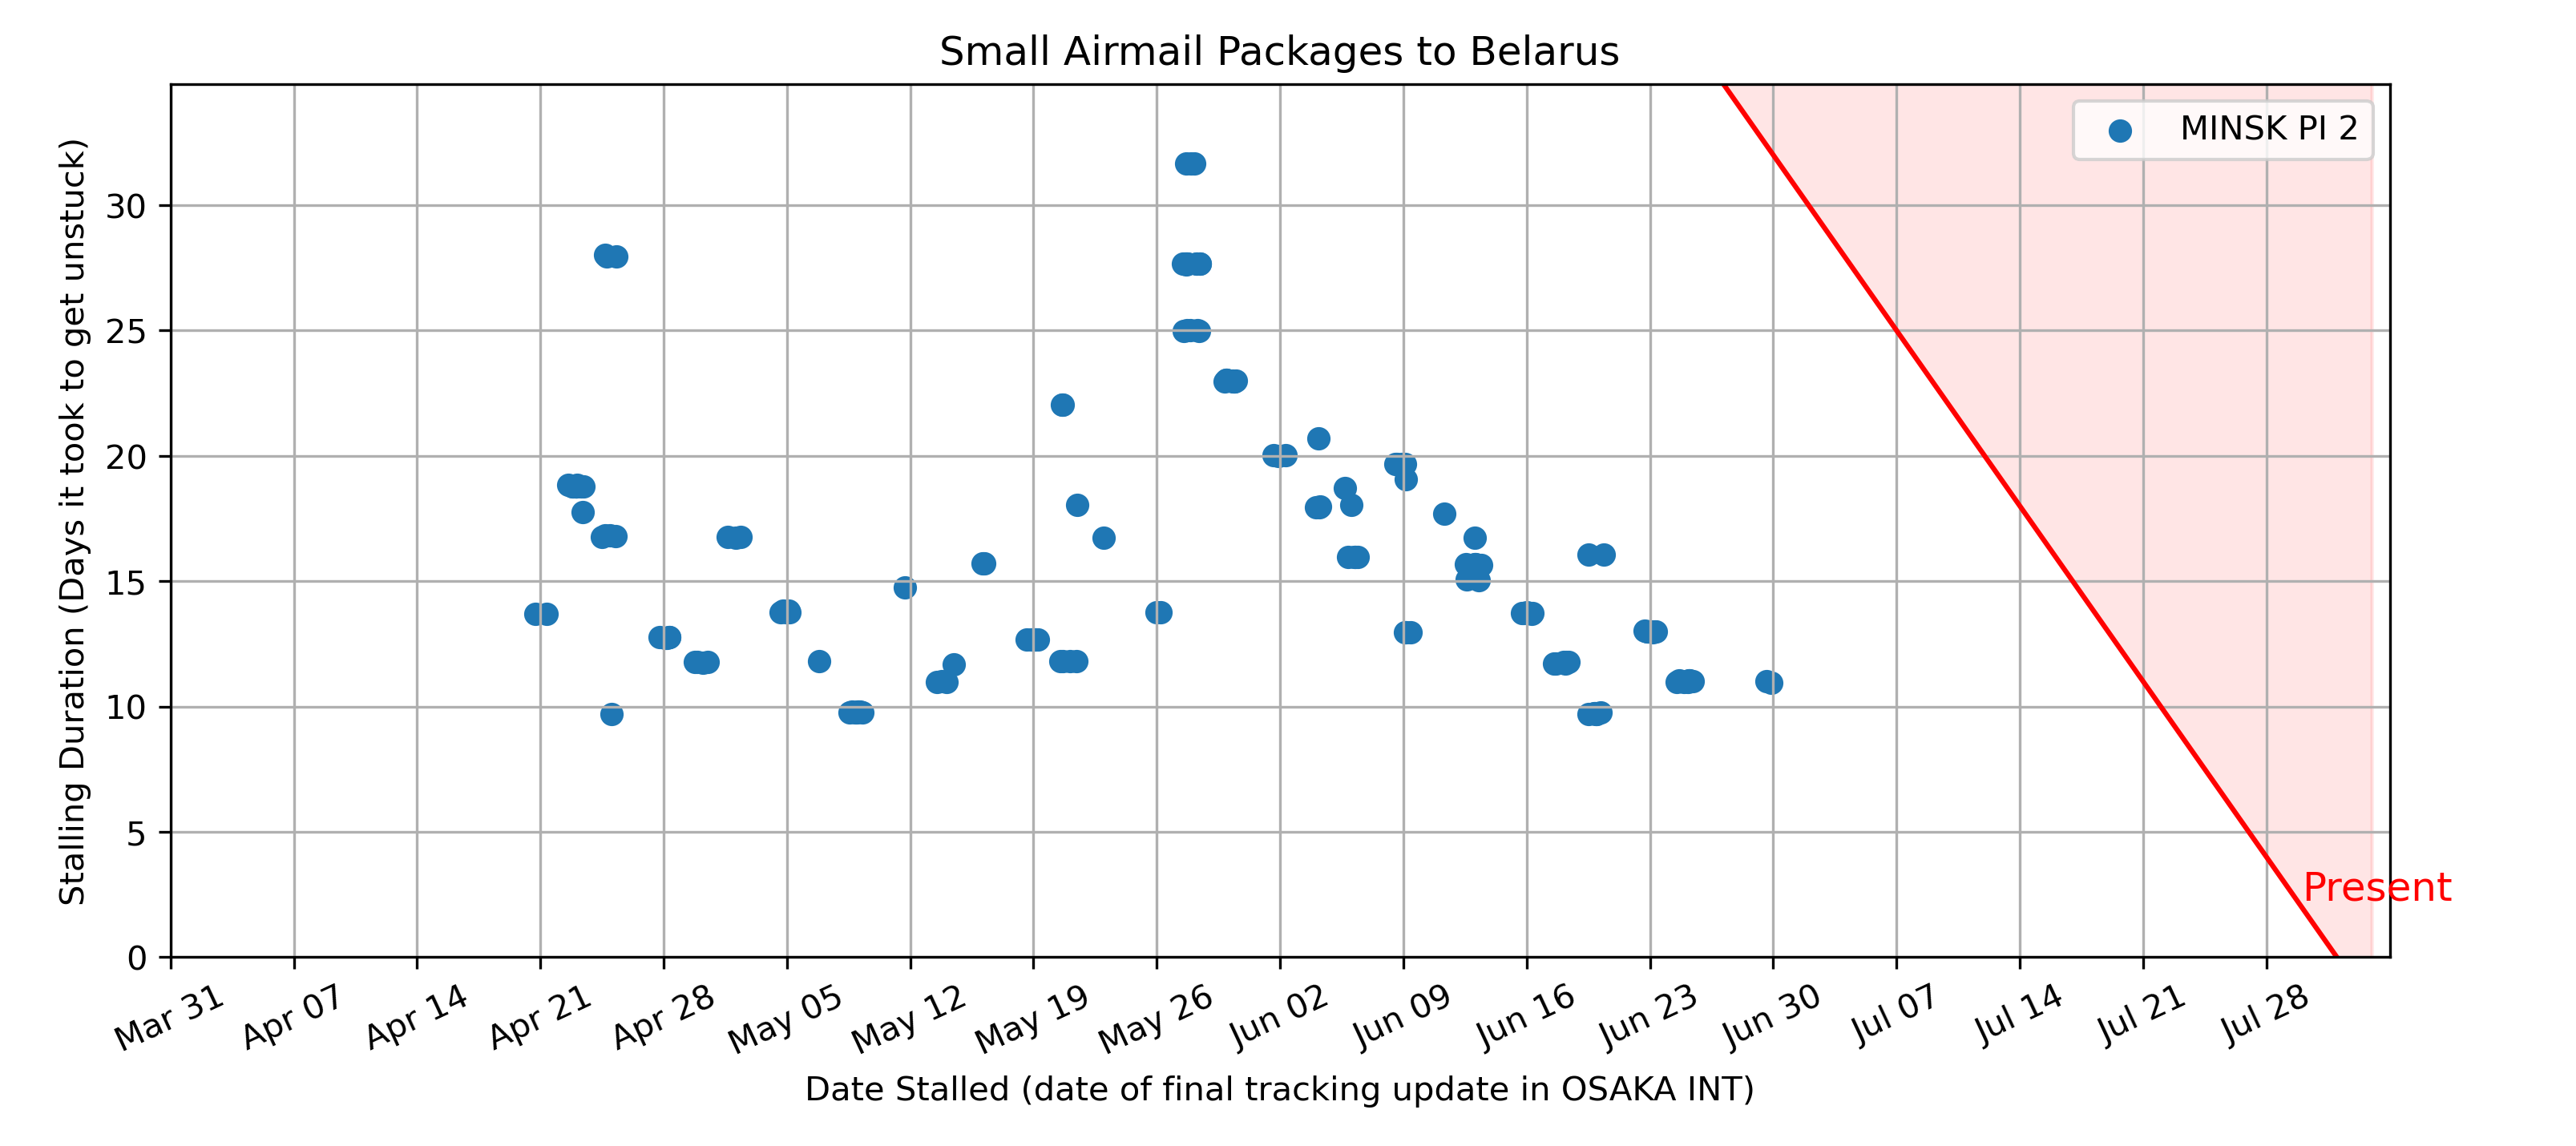 Small Airmail Packages to Belarus
MINSK PI 2
Stalling Duration (Days it took to get unstuck)
30
25
20
15
10
5
0
Present
Mar 31 Apr 07 Apr 14 Apr 21 Apr 28 May 05 May 12 May 19 May 26 Jun 02 Jun 09 Jun 16 Jun 23 Jun 30 Jul 07 Jul 14 Jul 21 Jul 28
Date Stalled (date of final tracking update in OSAKA INT)